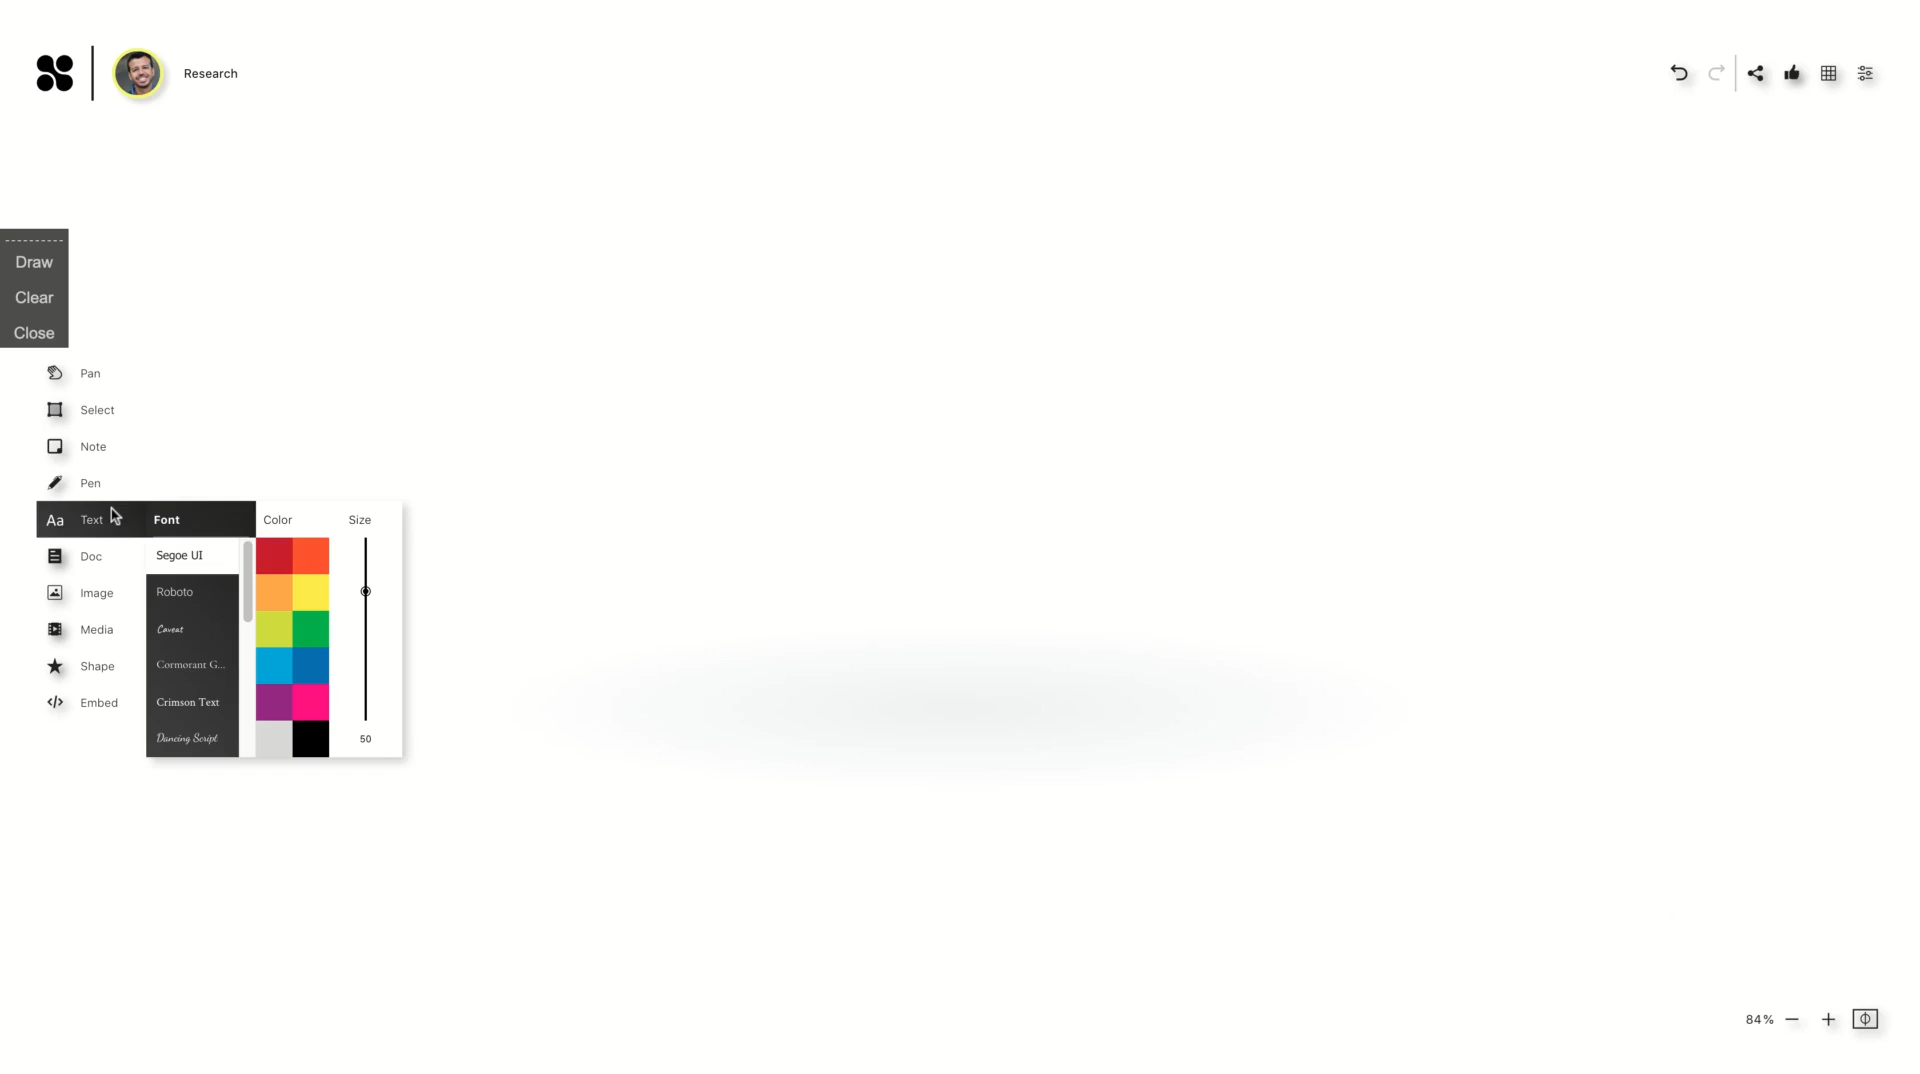 Research
Draw
Clear
Close
Pan
Select
Note
Pen
Aa Text Font Color Size
Doc Segoe UI
Image Roboto
Media Caveat
Shape Cormorant G...
Embed Crimson Text
Dancing Script 50
84%